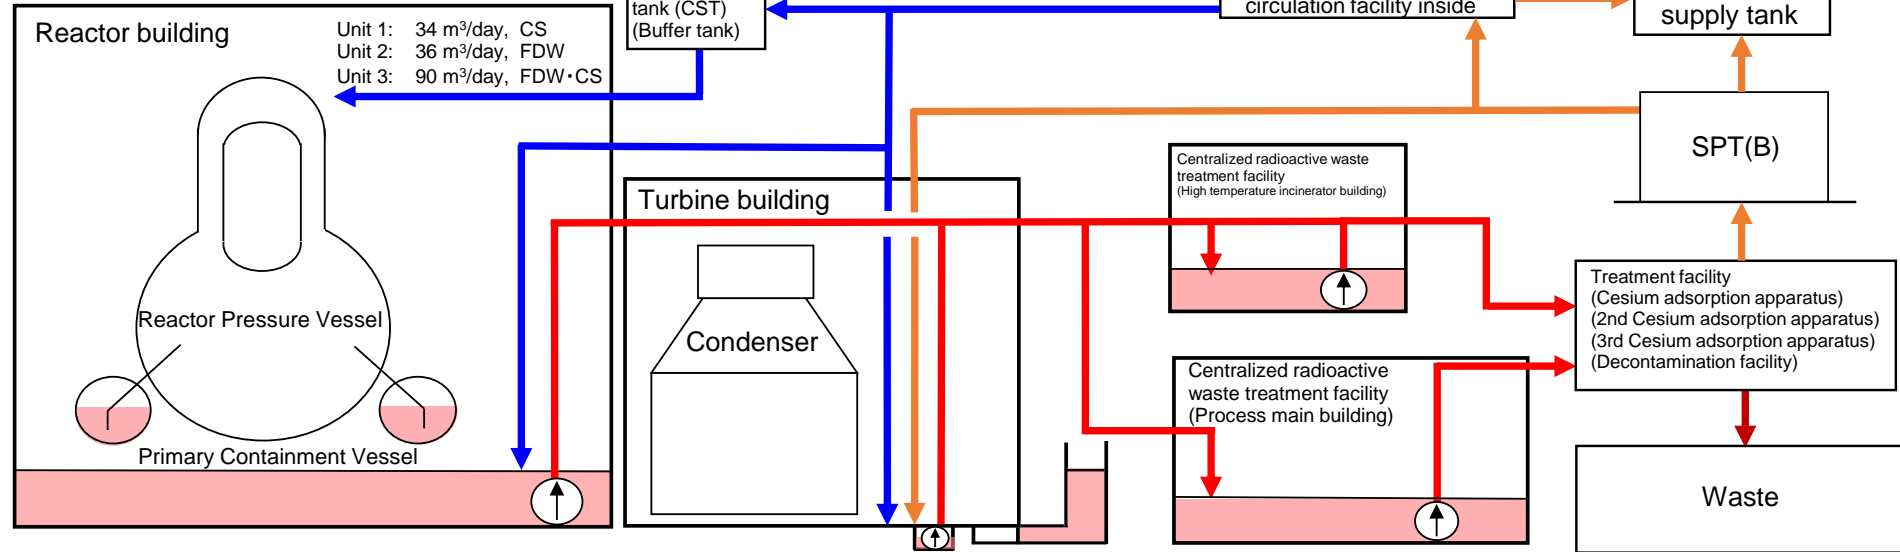 tank (CST)
(Buffer tank)
circulation facility inside
supply tank
Reactor building
Unit 1: 34 m³/day, CS
Unit 2: 36 m³/day, FDW
Unit 3: 90 m³/day, FDW・CS
SPT(B)
Centralized radioactive waste
treatment facility
(High temperature incinerator building)
Turbine building
Treatment facility
(Cesium adsorption apparatus)
(2nd Cesium adsorption apparatus)
(3rd Cesium adsorption apparatus)
(Decontamination facility)
Reactor Pressure Vessel
Condenser
Centralized radioactive
waste treatment facility
(Process main building)
Primary Containment Vessel
Waste